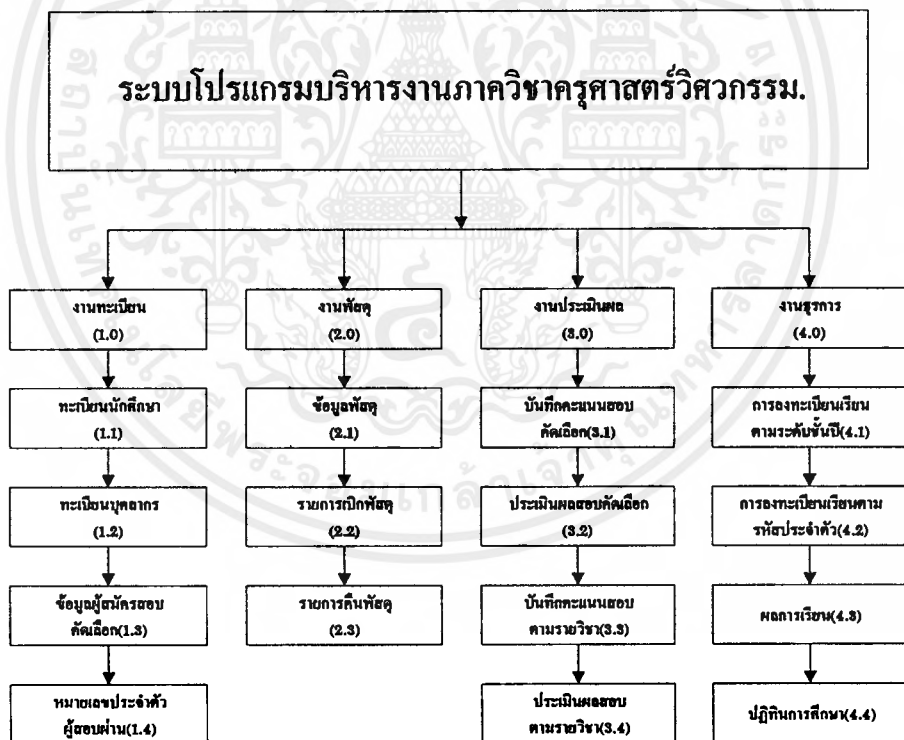 ระบบโปรแกรมบริหารงานภาควิชาครุศาสตร์วิศวกรรม.
งานทะเบียน
(1.0)
ทะเบียนนักศึกษา
(1.1)
ทะเบียนบุคลากร
(1.2)
ข้อมูลผู้สมัครสอบ
คัดเลือก(1.3)
หมายเลขประจำตัว
ผู้สอบผ่าน(1.4)
งานพัสดุ
(2.0)
ข้อมูลพัสดุ
(2.1)
รายการเบิกพัสดุ
(2.2)
รายการคืนพัสดุ
(2.3)
งานประเมินผล
(3.0)
บันทึกคะแนนสอบ
คัดเลือก(3.1)
ประเมินผลสอบคัดเลือก
(3.2)
บันทึกคะแนนสอบ
ตามรายวิชา(3.3)
ประเมินผลสอบ
ตามรายวิชา(3.4)
งานธุรการ
(4.0)
การลงทะเบียนเรียน
ตามระดับชั้นปี(4.1)
การลงทะเบียนเรียนตาม
รหัสประจำตัว(4.2)
ผลการเรียน(4.3)
ปฏิทินการศึกษา(4.4)